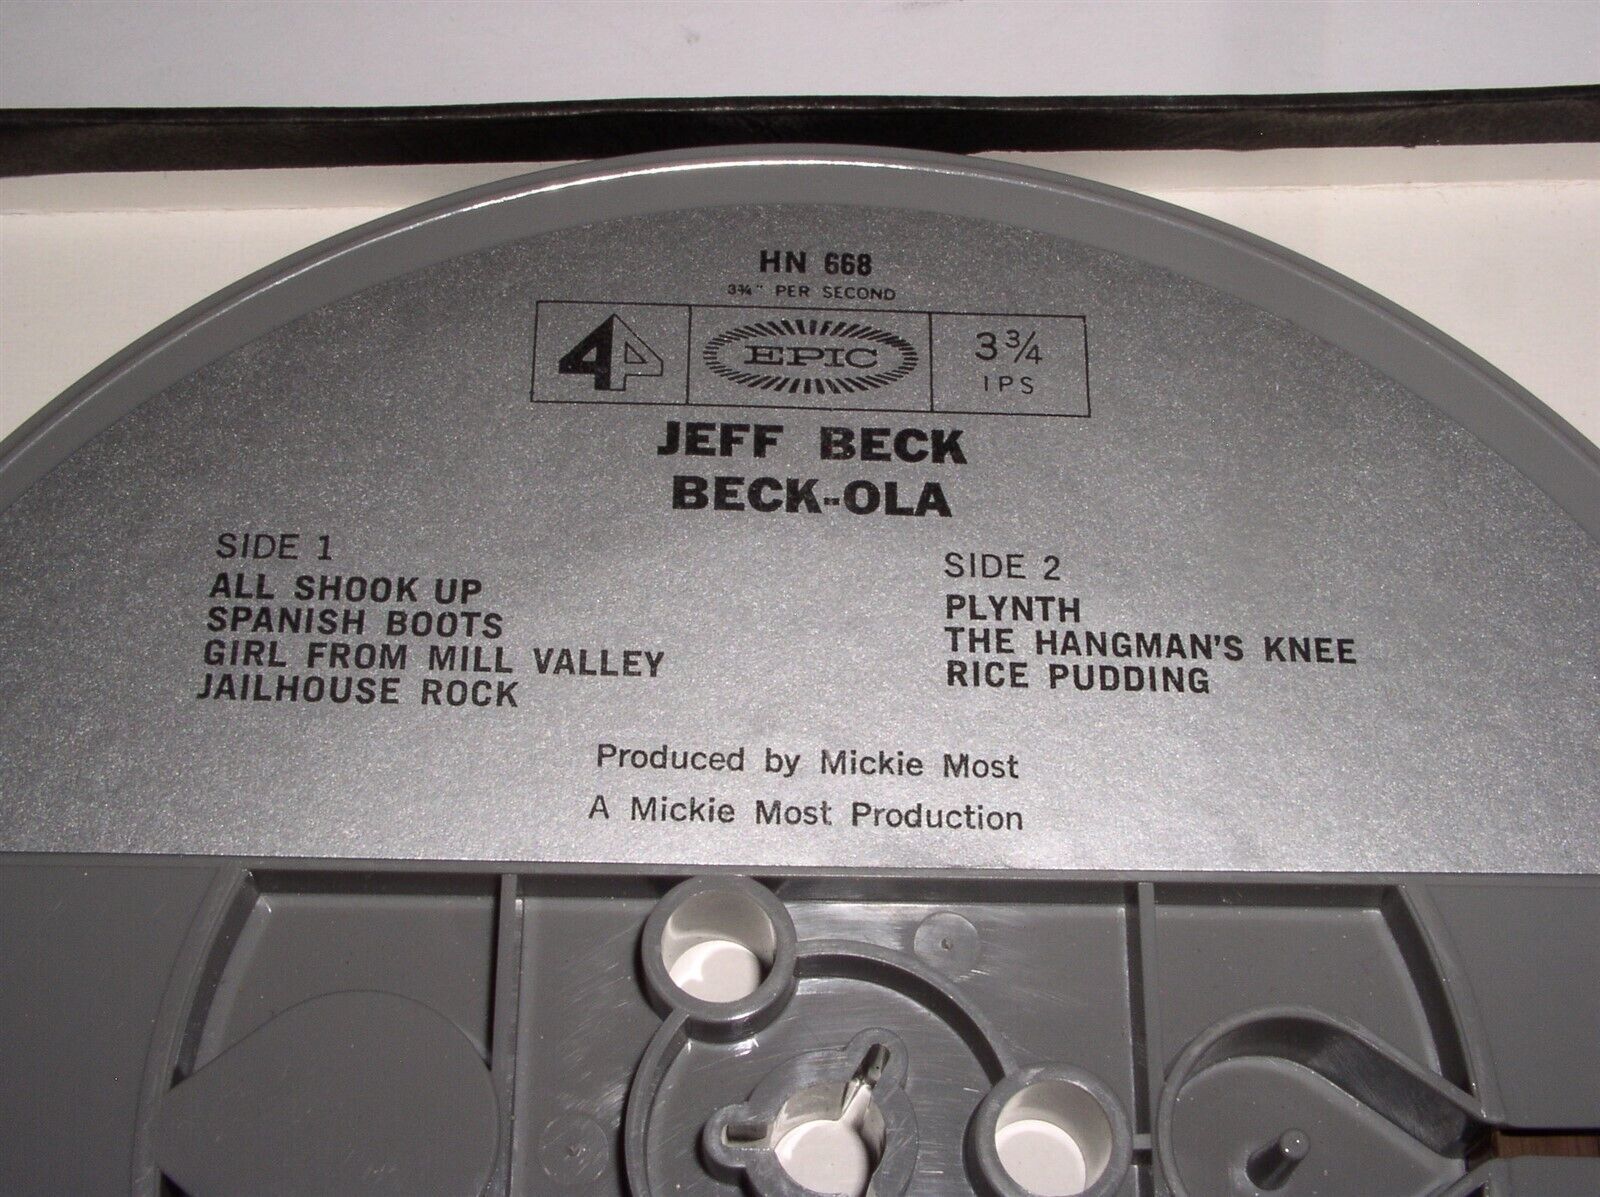 HN 668
3¾" PER SECOND
4
EPIC
3¾
IPS
JEFF BECK
BECK-OLA
SIDE 1
ALL SHOOK UP
SPANISH BOOTS
GIRL FROM MILL VALLEY
JAILHOUSE ROCK
SIDE 2
PLYNTH
THE HANGMAN'S KNEE
RICE PUDDING
Produced by Mickie Most
A Mickie Most Production